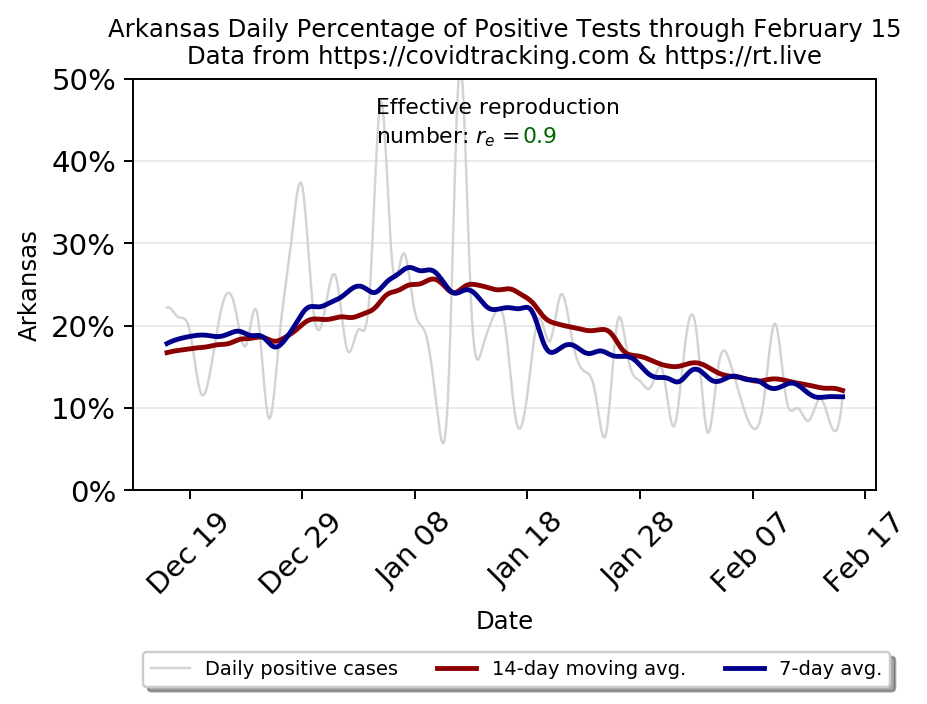 Arkansas Daily Percentage of Positive Tests through February 15
Data from https://covidtracking.com & https://rt.live
Effective reproduction
number: rₑ = 0.9
50%
40%
30%
20%
10%
0%
Arkansas
Dec 19
Dec 29
Jan 08
Jan 18
Jan 28
Feb 07
Feb 17
Date
Daily positive cases
14-day moving avg.
7-day avg.